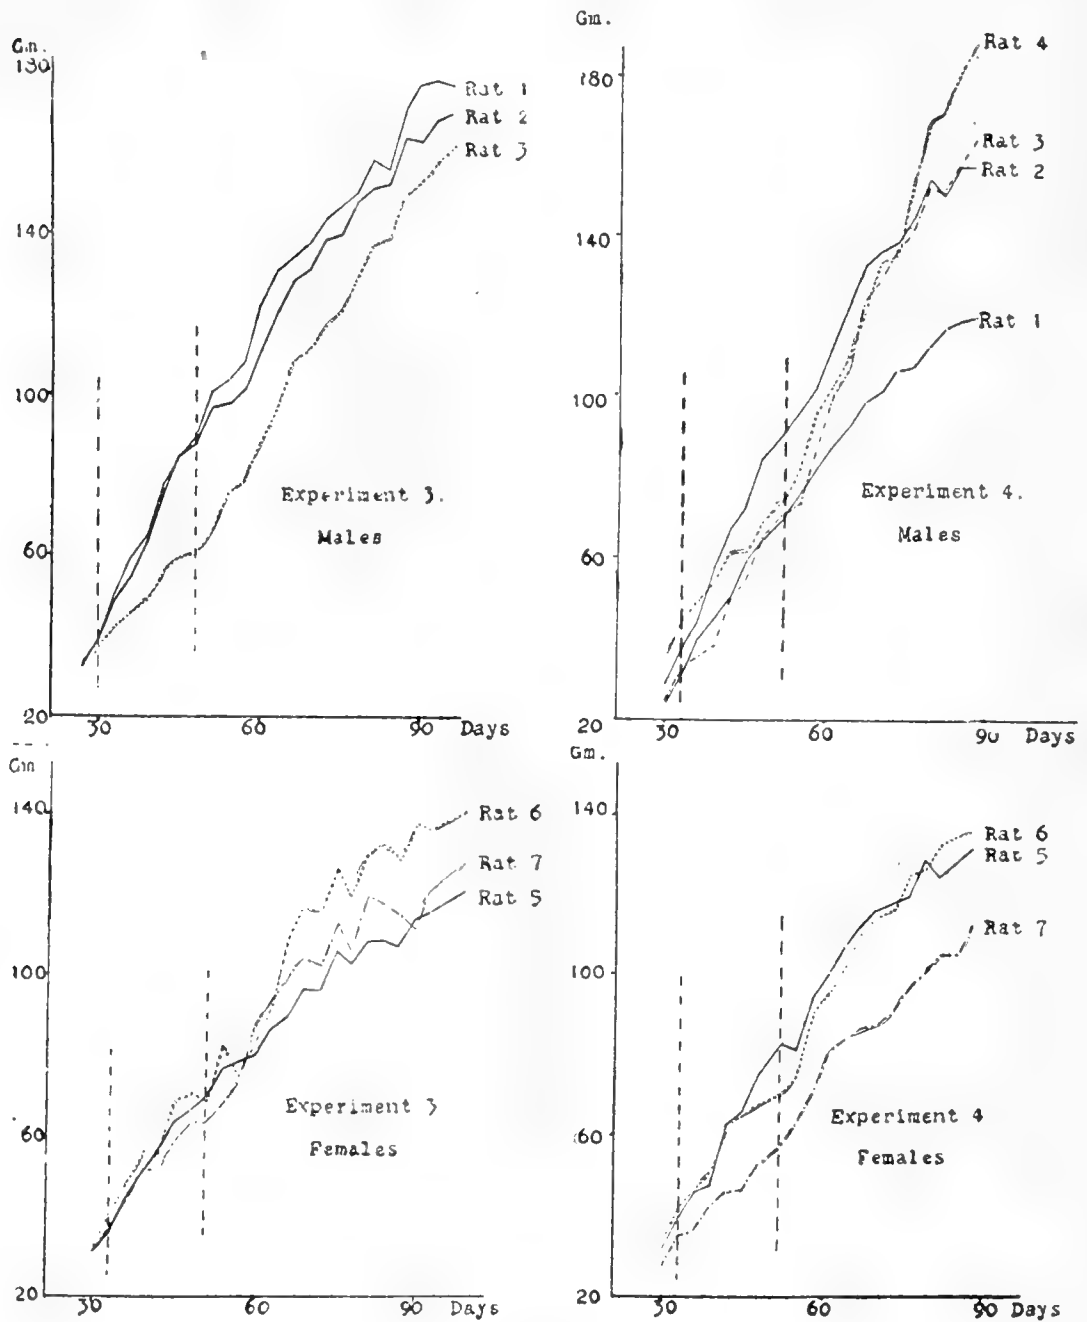 Gm.
180
Rat 1
Rat 2
Rat 3
140
100
Experiment 3.
Males
60
20
30 60 90 Days
Gm.
180
Rat 4
Rat 3
Rat 2
140
Rat 1
100
Experiment 4.
Males
60
20
30 60 90 Days
Gm
140
Rat 6
Rat 7
Rat 5
100
Experiment 3
Females
60
20
30 60 90 Days
Gm.
140
Rat 6
Rat 5
Rat 7
100
Experiment 4
Females
60
20
30 60 90 Days